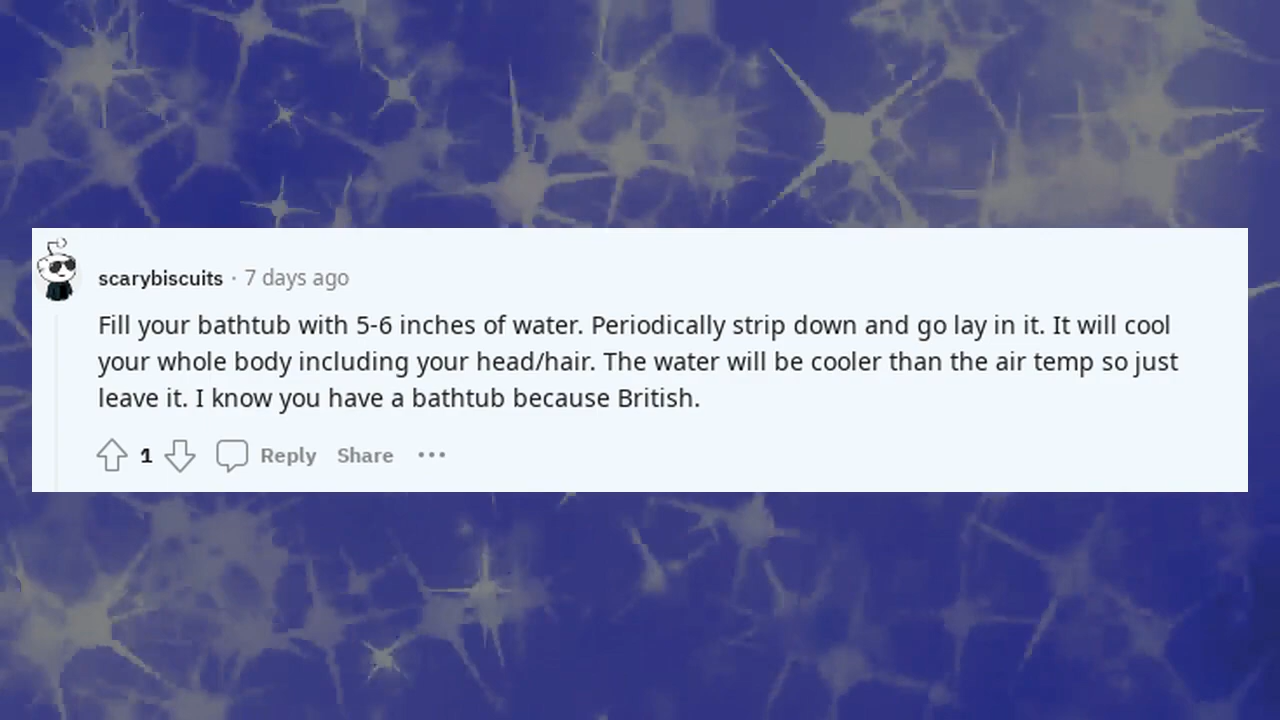 scarybiscuits · 7 days ago
Fill your bathtub with 5-6 inches of water. Periodically strip down and go lay in it. It will cool
your whole body including your head/hair. The water will be cooler than the air temp so just
leave it. I know you have a bathtub because British.
1 Reply Share